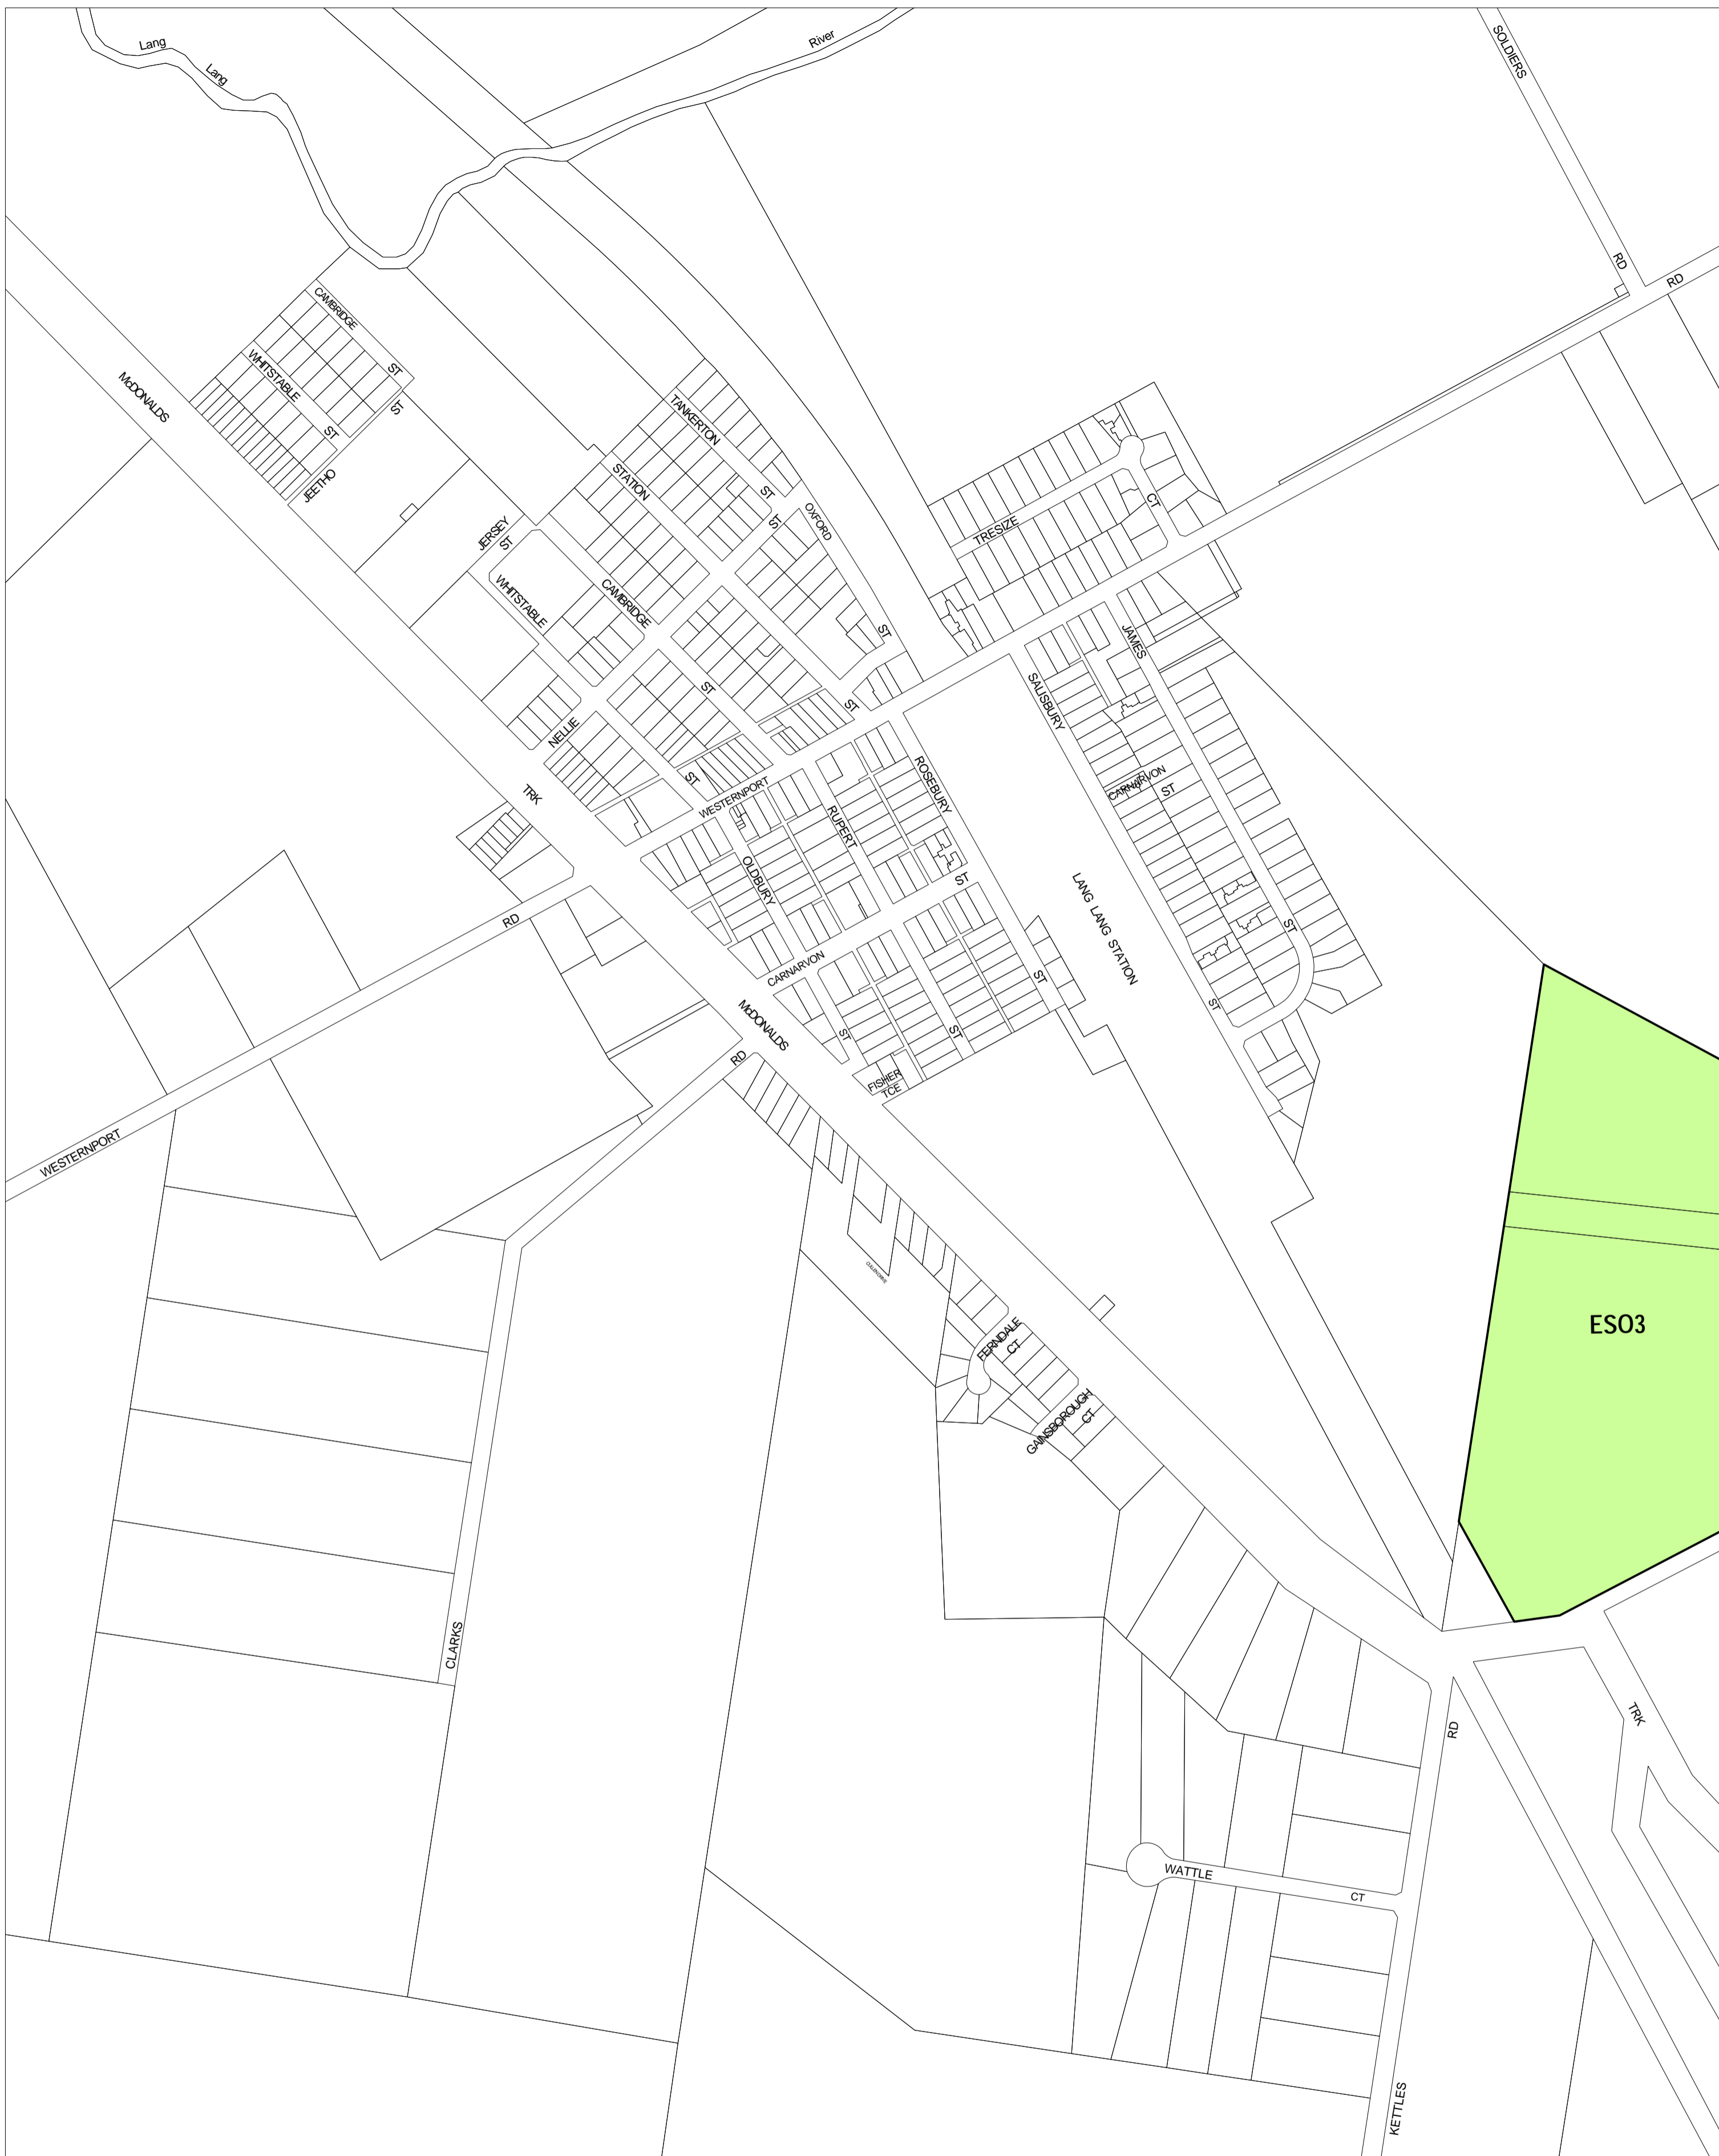 Lang
Lang
River
SOLDIERS
RD
RD
CAMBRIDGE
ST
WHITSTABLE
ST
ST
JEETHO
McDONALDS
TANKERTON
ST
STATION
ST
OXFORD
ST
JERSEY
ST
WHITSTABLE
CAMBRIDGE
TRESIZE
CT
JAMES
SALISBURY
ST
ST
NELLIE
ST
WESTERNPORT
TRK
RUPERT
ROSEBURY
CARNARVON
ST
OLDBURY
ST
LANG LANG STATION
ST
RD
CARNARVON
ST
ST
ST
ST
McDONALDS
RD
FISHER
TCE
WESTERNPORT
ESO3
FERNDALE
CT
GAINSBOROUGH
CT
CLARKS
RD
TRK
WATTLE
CT
KETTLES